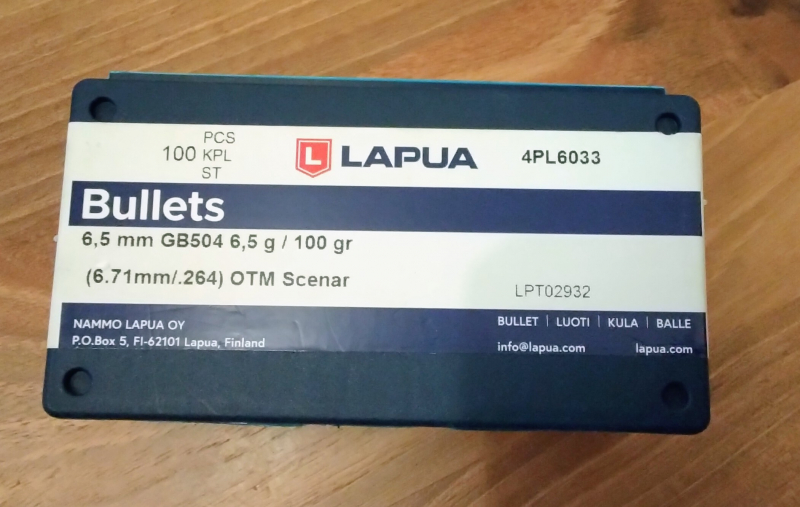 PCS
100 KPL
ST
L LAPUA
4PL6033
Bullets
6,5 mm GB504 6,5 g / 100 gr
(6.71mm/.264) OTM Scenar
LPT02932
NAMMO LAPUA OY
P.O.Box 5, FI-62101 Lapua, Finland
BULLET | LUOTI | KULA | BALLE
info@lapua.com lapua.com